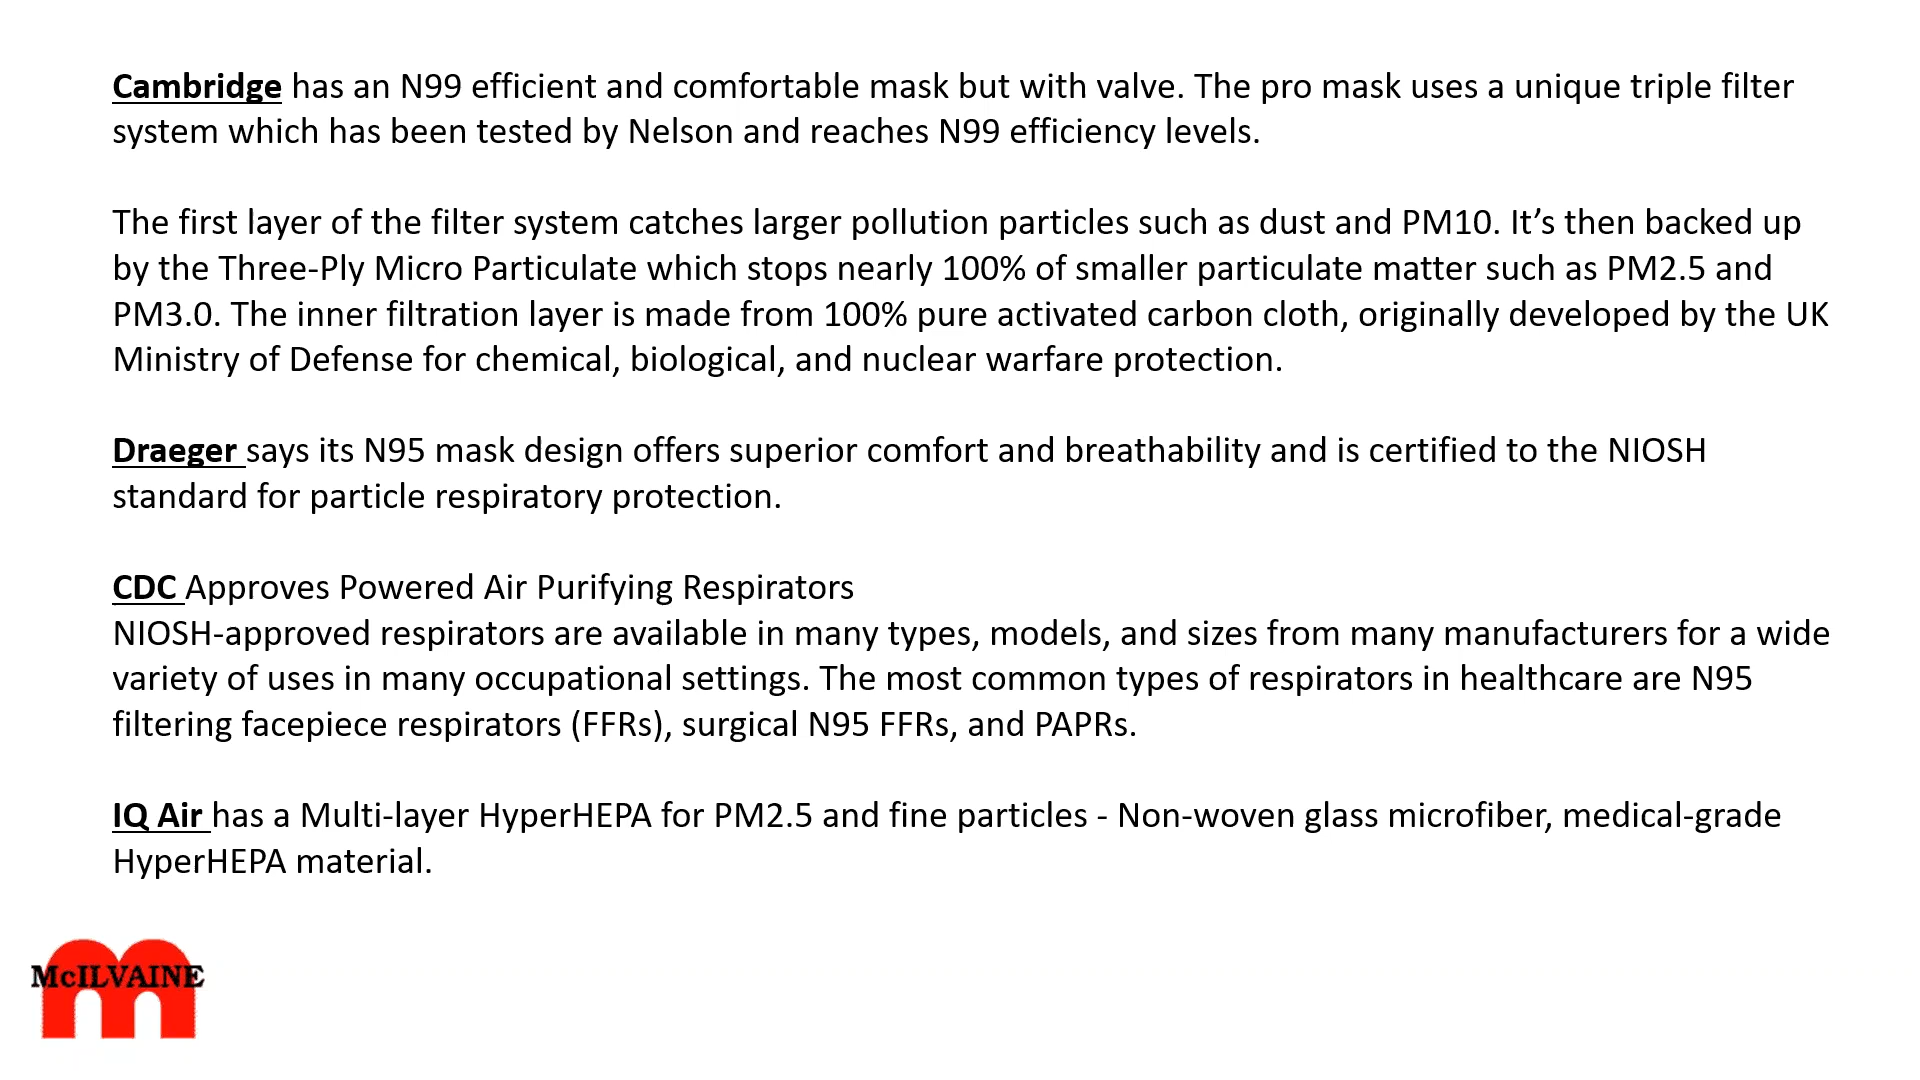 Cambridge has an N99 efficient and comfortable mask but with valve. The pro mask uses a unique triple filter
system which has been tested by Nelson and reaches N99 efficiency levels.
The first layer of the filter system catches larger pollution particles such as dust and PM10. It’s then backed up
by the Three-Ply Micro Particulate which stops nearly 100% of smaller particulate matter such as PM2.5 and
PM3.0. The inner filtration layer is made from 100% pure activated carbon cloth, originally developed by the UK
Ministry of Defense for chemical, biological, and nuclear warfare protection.
Draeger says its N95 mask design offers superior comfort and breathability and is certified to the NIOSH
standard for particle respiratory protection.
CDC Approves Powered Air Purifying Respirators
NIOSH-approved respirators are available in many types, models, and sizes from many manufacturers for a wide
variety of uses in many occupational settings. The most common types of respirators in healthcare are N95
filtering facepiece respirators (FFRs), surgical N95 FFRs, and PAPRs.
IQ Air has a Multi-layer HyperHEPA for PM2.5 and fine particles - Non-woven glass microfiber, medical-grade
HyperHEPA material.
McILVAINE